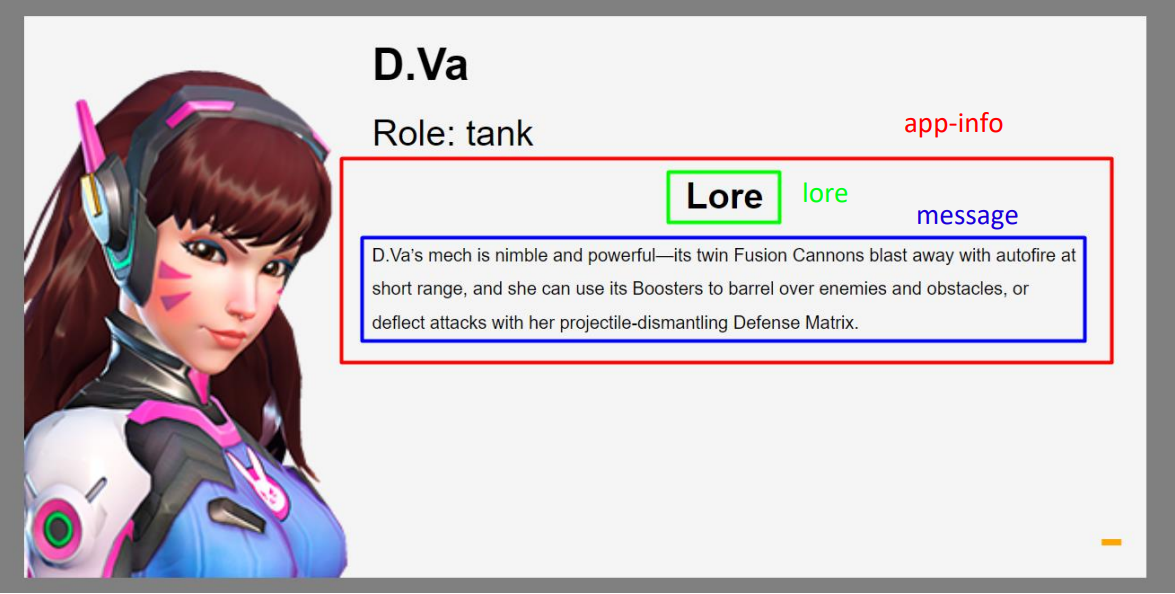 D.Va
Role: tank
app-info
Lore
lore
message
D.Va’s mech is nimble and powerful—its twin Fusion Cannons blast away with autofire at
short range, and she can use its Boosters to barrel over enemies and obstacles, or
deflect attacks with her projectile-dismantling Defense Matrix.